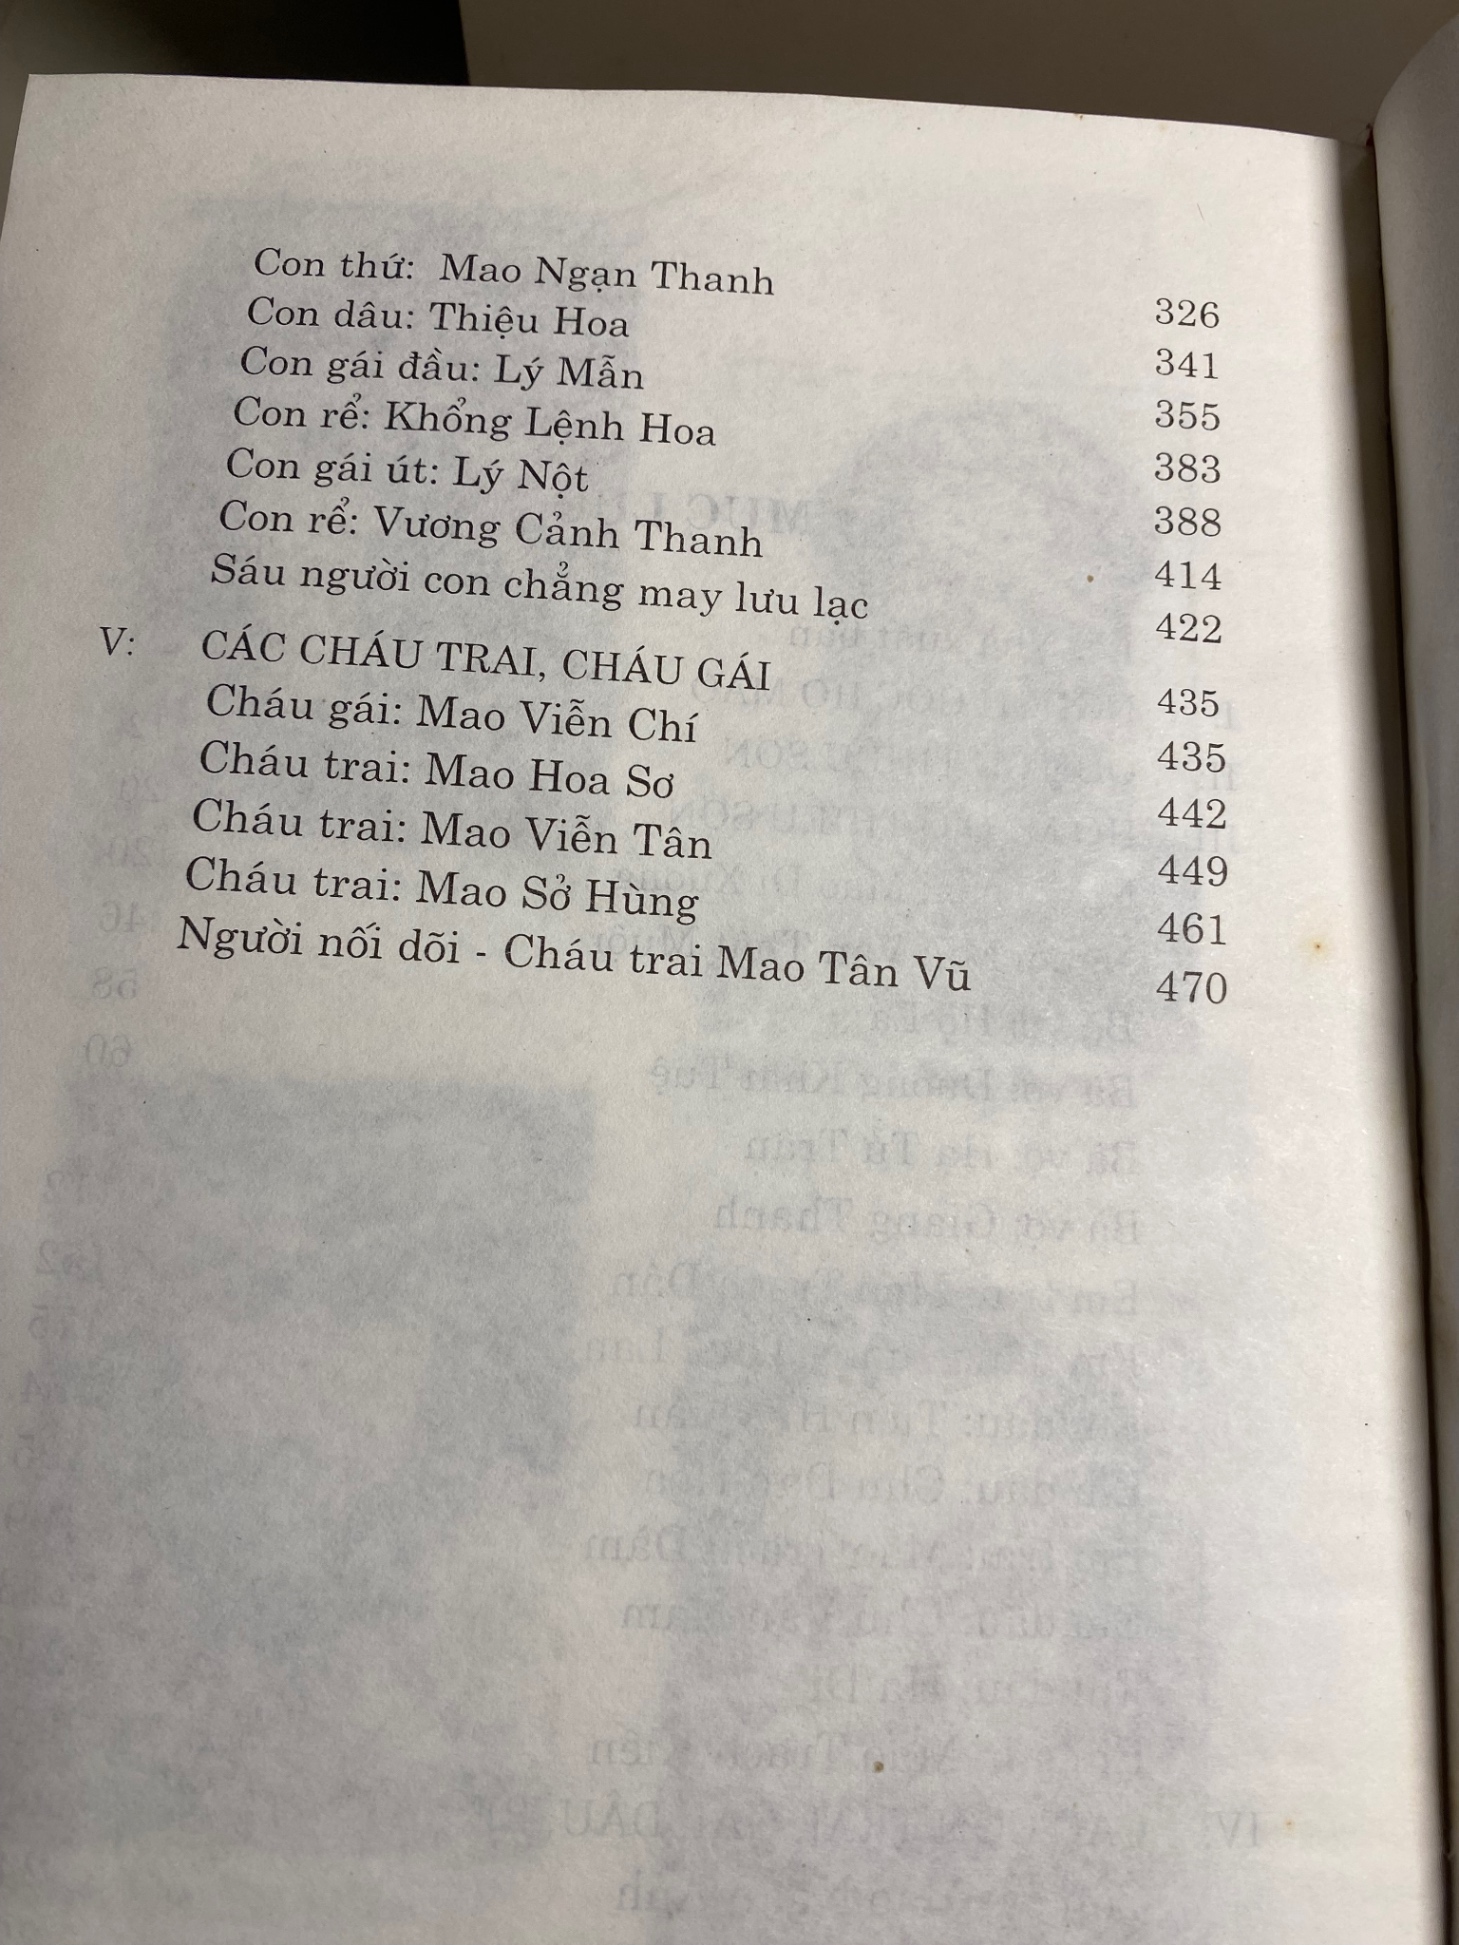 Con thứ: Mao Ngạn Thanh 326
Con dâu: Thiệu Hoa 341
Con gái đầu: Lý Mẫn 355
Con rể: Khổng Lệnh Hoa 383
Con gái út: Lý Nột 388
Con rể: Vương Cảnh Thanh 414
Sáu người con chẳng may lưu lạc 422
V: CÁC CHÁU TRAI, CHÁU GÁI 435
Cháu gái: Mao Viễn Chí 435
Cháu trai: Mao Hoa Sơ 442
Cháu trai: Mao Viễn Tân 449
Cháu trai: Mao Sở Hùng 461
Người nối dõi - Cháu trai Mao Tân Vũ 470